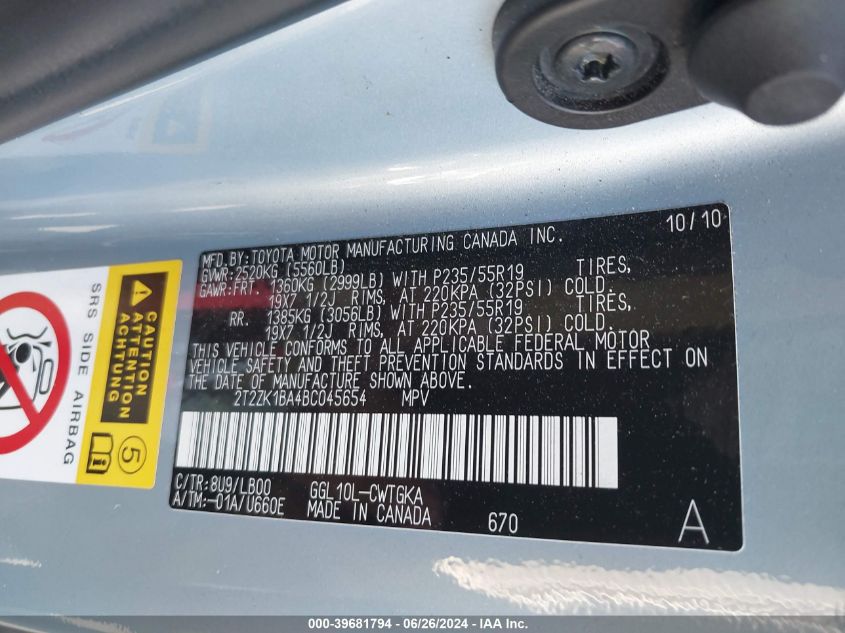 10/10
MFD.BY:TOYOTA MOTOR MANUFACTURING CANADA INC.
GVWR:2520KG (5560LB)
GAWR:FRT 1360KG (2999LB) WITH P235/55R19 TIRES,
19X7 1/2J RIMS, AT 220KPA (32PSI) COLD.
RR. 1385KG (3056LB) WITH P235/55R19 TIRES,
19X7 1/2J RIMS, AT 220KPA (32PSI) COLD.
THIS VEHICLE CONFORMS TO ALL APPLICABLE FEDERAL MOTOR
VEHICLE SAFETY AND THEFT PREVENTION STANDARDS IN EFFECT ON
THE DATE OF MANUFACTURE SHOWN ABOVE.
2T2ZK1BA4BC045654 MPV
C/TR:8U9/LB00 GGL10L-CWTGKA
A/TM:-01A/U660E MADE IN CANADA 670 A
SRS SIDE AIRBAG
CAUTION
ATTENTION
5
000-39681794 - 06/26/2024 - IAA Inc.